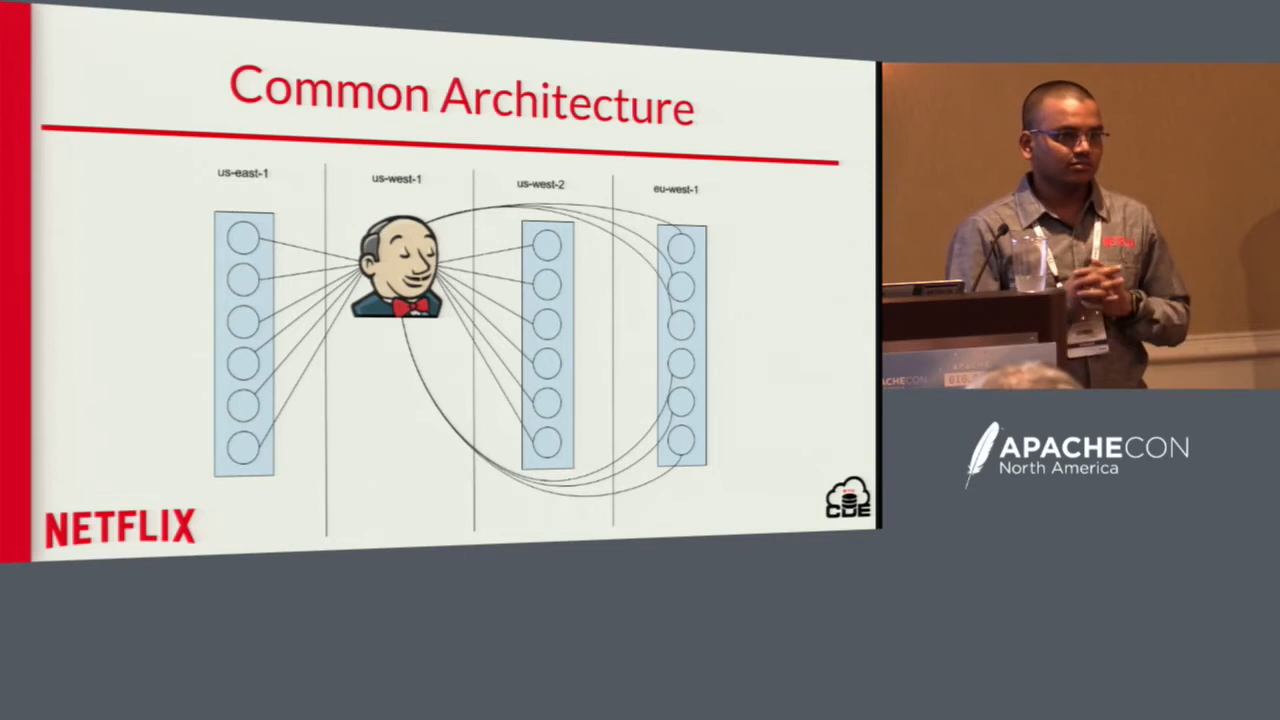 Common Architecture
us-east-1
us-west-1
us-west-2
eu-west-1
NETFLIX
CDE
NETFLIX
APACHECON
North America